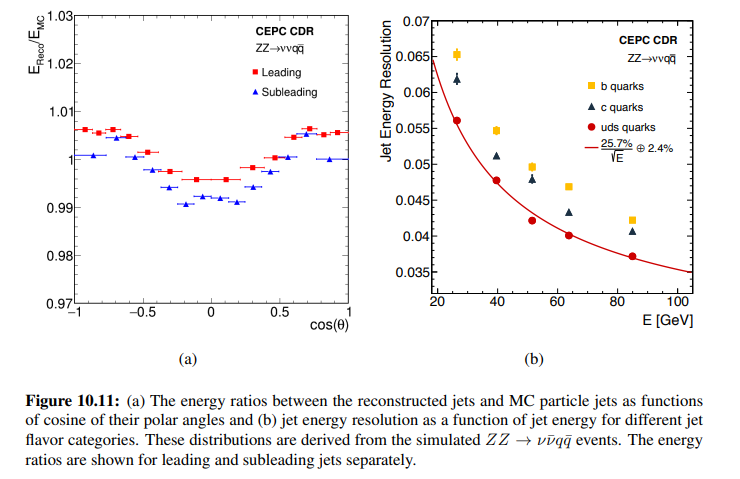 1.03
1.02
1.01
1
0.99
0.98
0.97
E_Reco/E_MC
CEPC CDR
ZZ→ννqq̄
Leading
Subleading
−1 −0.5 0 0.5 1
cos(θ)
(a)
0.07
0.065
0.06
0.055
0.05
0.045
0.04
0.035
Jet Energy Resolution
CEPC CDR
ZZ→ννqq̄
b quarks
c quarks
uds quarks
25.7%/√E ⊕ 2.4%
20 40 60 80 100
E [GeV]
(b)
Figure 10.11: (a) The energy ratios between the reconstructed jets and MC particle jets as functions
of cosine of their polar angles and (b) jet energy resolution as a function of jet energy for different jet
flavor categories. These distributions are derived from the simulated ZZ → νν̄qq̄ events. The energy
ratios are shown for leading and subleading jets separately.